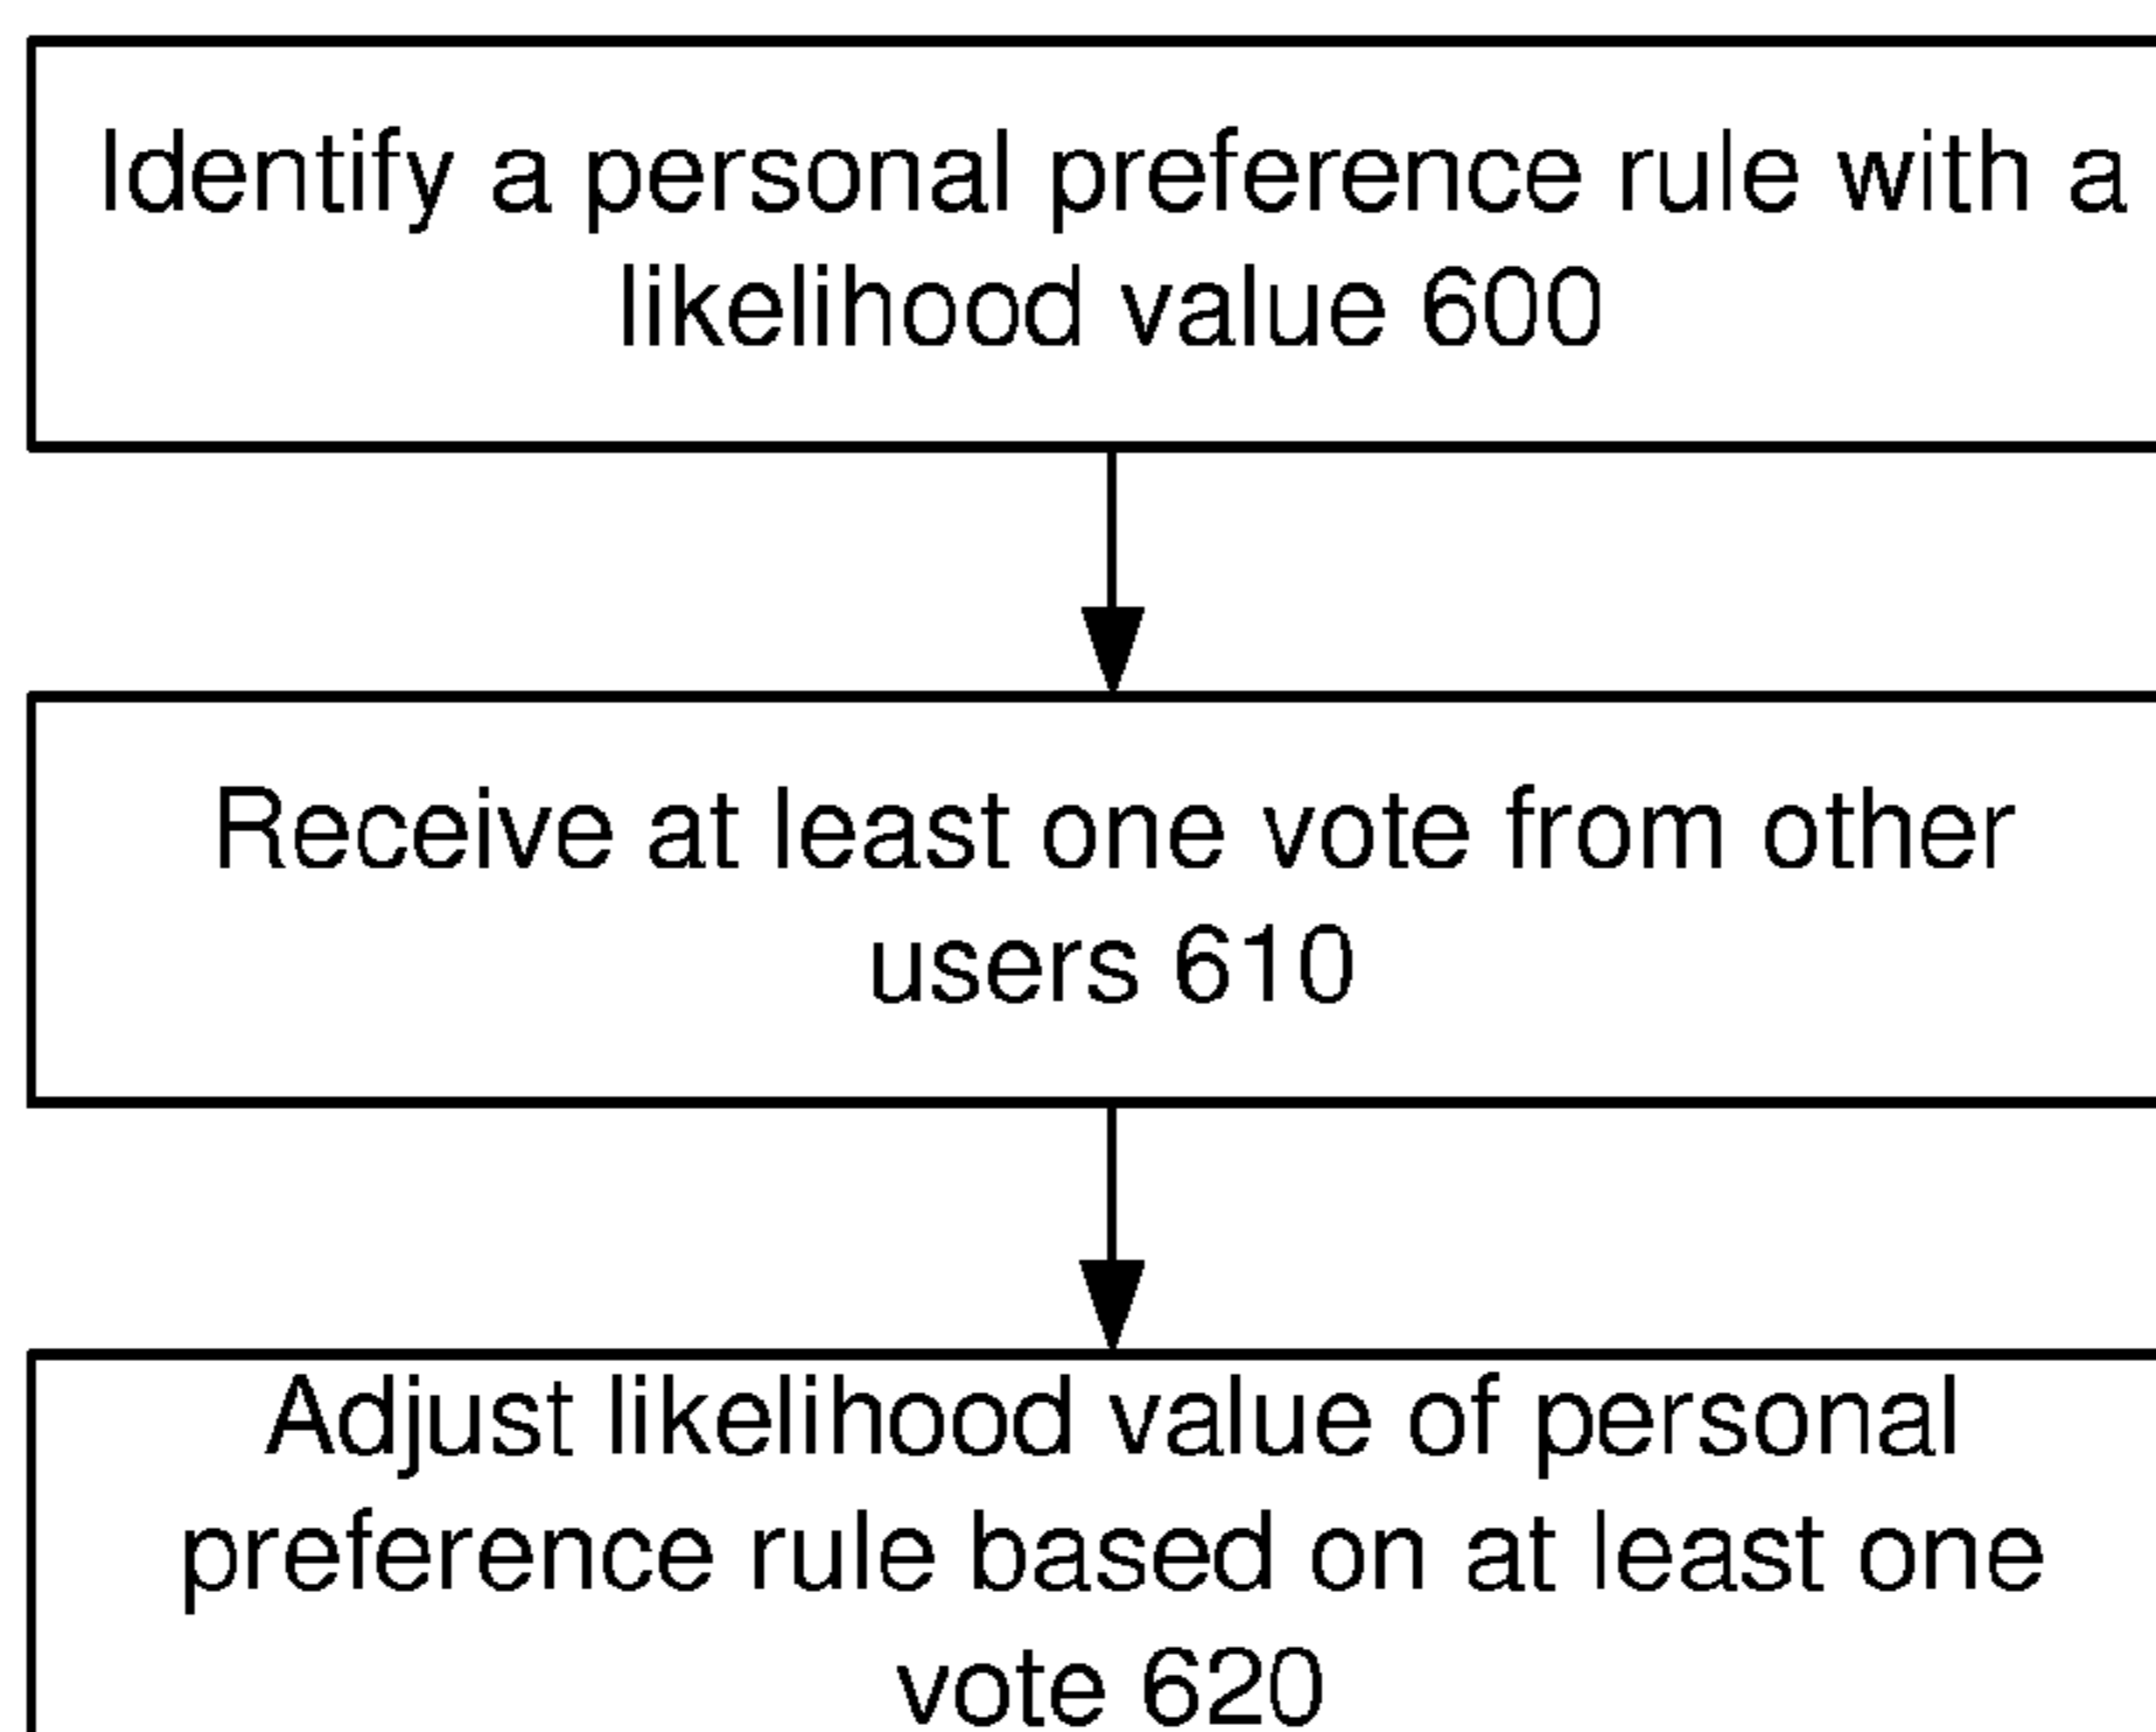 Identify a personal preference rule with a
likelihood value 600
Receive at least one vote from other
users 610
Adjust likelihood value of personal
preference rule based on at least one
vote 620